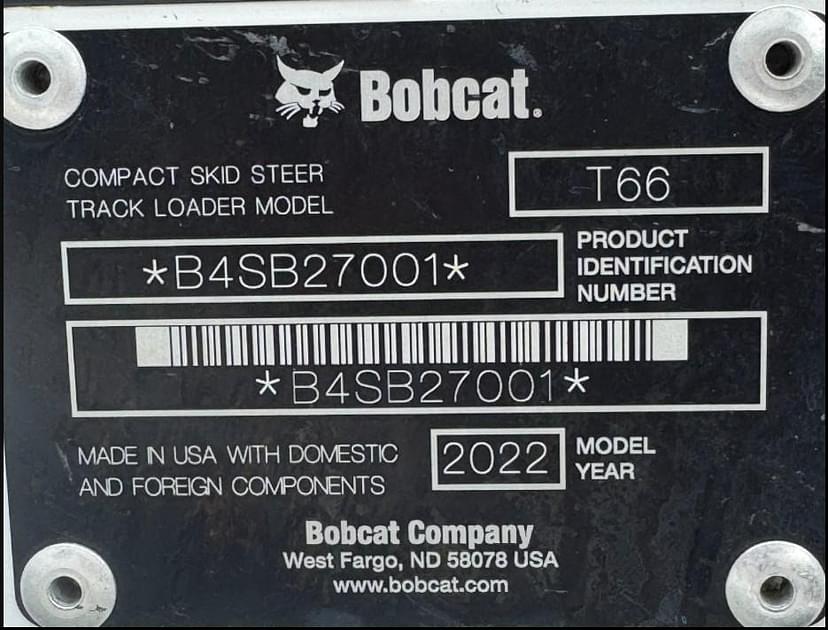 Bobcat.
COMPACT SKID STEER
TRACK LOADER MODEL
T66
*B4SB27001*
PRODUCT
IDENTIFICATION
NUMBER
*B4SB27001*
MADE IN USA WITH DOMESTIC
AND FOREIGN COMPONENTS
2022
MODEL
YEAR
Bobcat Company
West Fargo, ND 58078 USA
www.bobcat.com